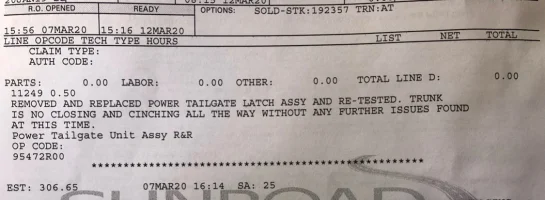 08:15 12MAR20
R.O. OPENED READY OPTIONS: SOLD-STK:192357 TRN:AT
15:56 07MAR20 15:16 12MAR20
LINE OPCODE TECH TYPE HOURS LIST NET TOTAL
CLAIM TYPE:
AUTH CODE:
PARTS: 0.00 LABOR: 0.00 OTHER: 0.00 TOTAL LINE D: 0.00
11249 0.50
REMOVED AND REPLACED POWER TAILGATE LATCH ASSY AND RE-TESTED. TRUNK
IS NO CLOSING AND CINCHING ALL THE WAY WITHOUT ANY FURTHER ISSUES FOUND
AT THIS TIME.
Power Tailgate Unit Assy R&R
OP CODE:
95472R00
****************************************************
EST: 306.65 07MAR20 16:14 SA: 25
SUNROAD